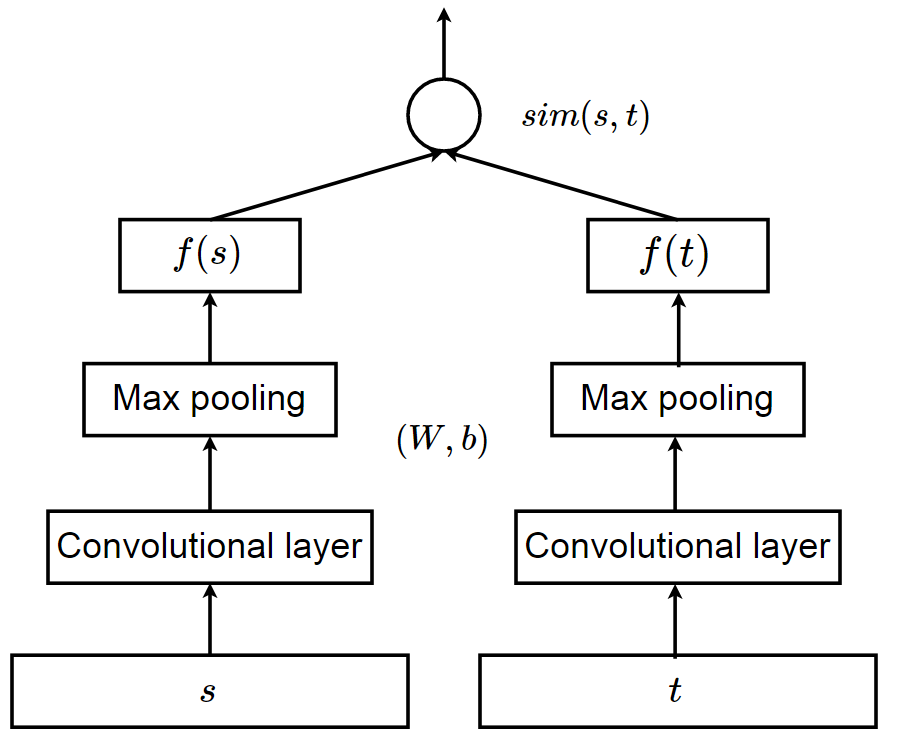 sim(s, t)
f(s)
f(t)
Max pooling
Max pooling
(W, b)
Convolutional layer
Convolutional layer
s
t